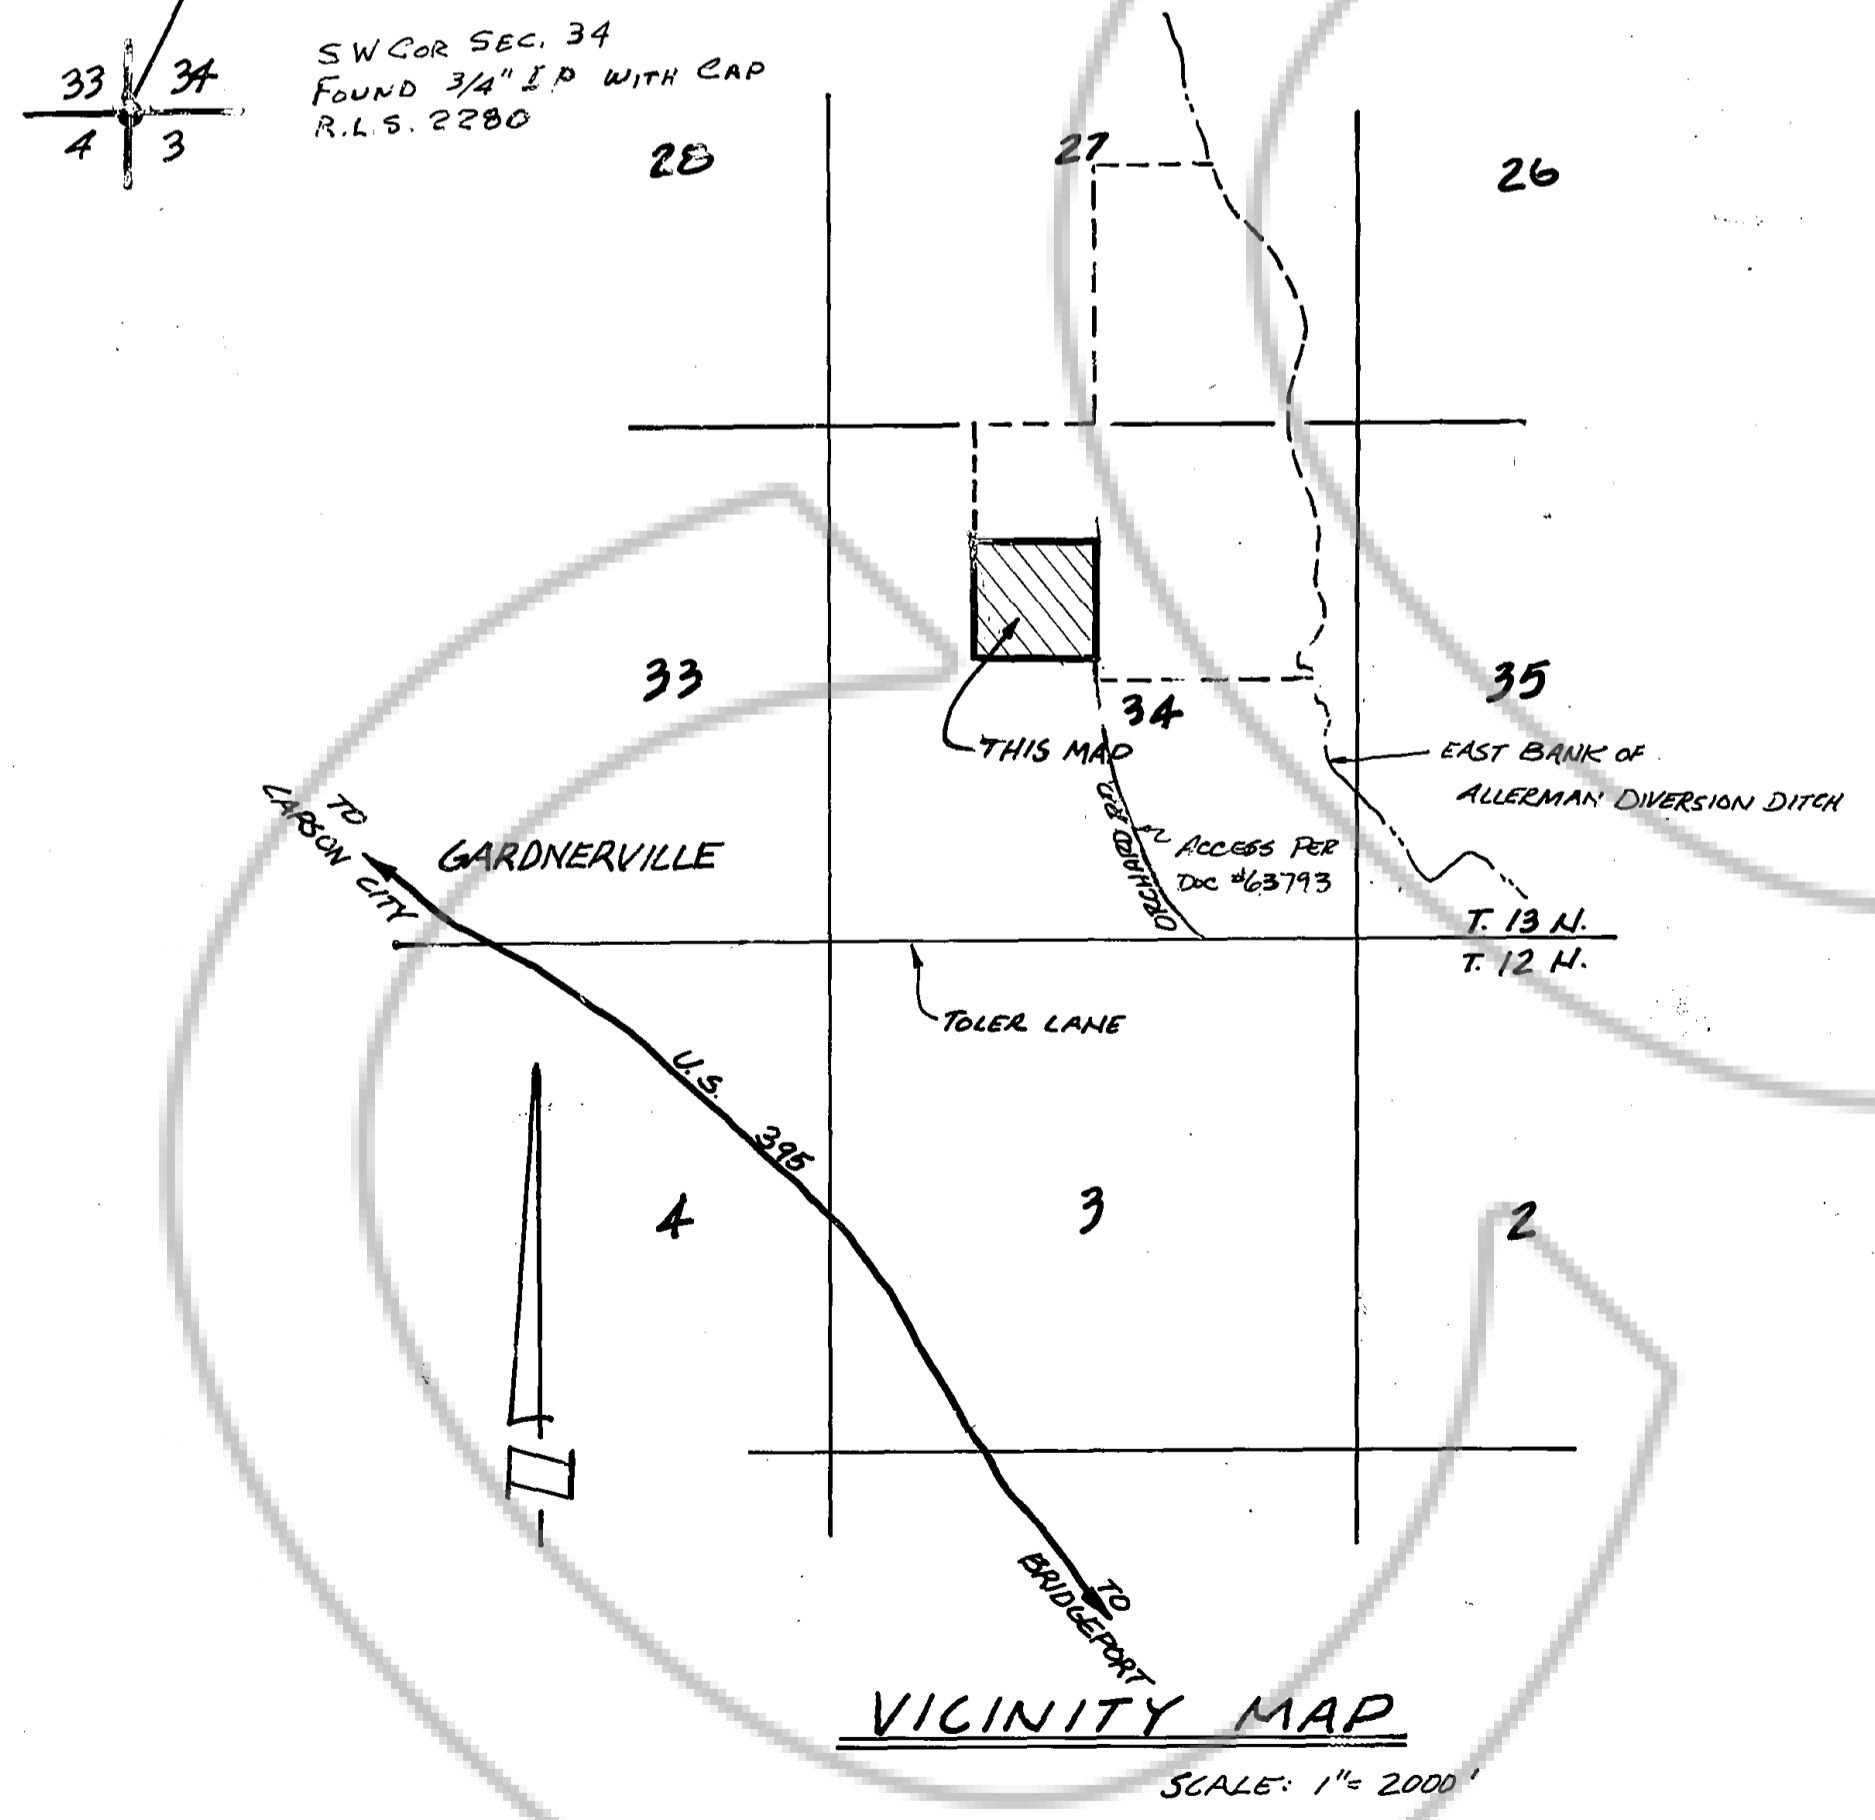 33 34
4 3
SW COR SEC. 34
FOUND 3/4" I P WITH CAP
R.L.S. 2280
28
27
26
33
34
35
THIS MAP
EAST BANK OF
ALLERMAN DIVERSION DITCH
TO
CARSON CITY
GARDNERVILLE
ORCHARD RD.
ACCESS PER
DOC #63793
T. 13 N.
T. 12 N.
TOLER LANE
U.S. 395
4
3
2
N
TO
BRIDGEPORT
VICINITY MAP
SCALE: 1"= 2000'